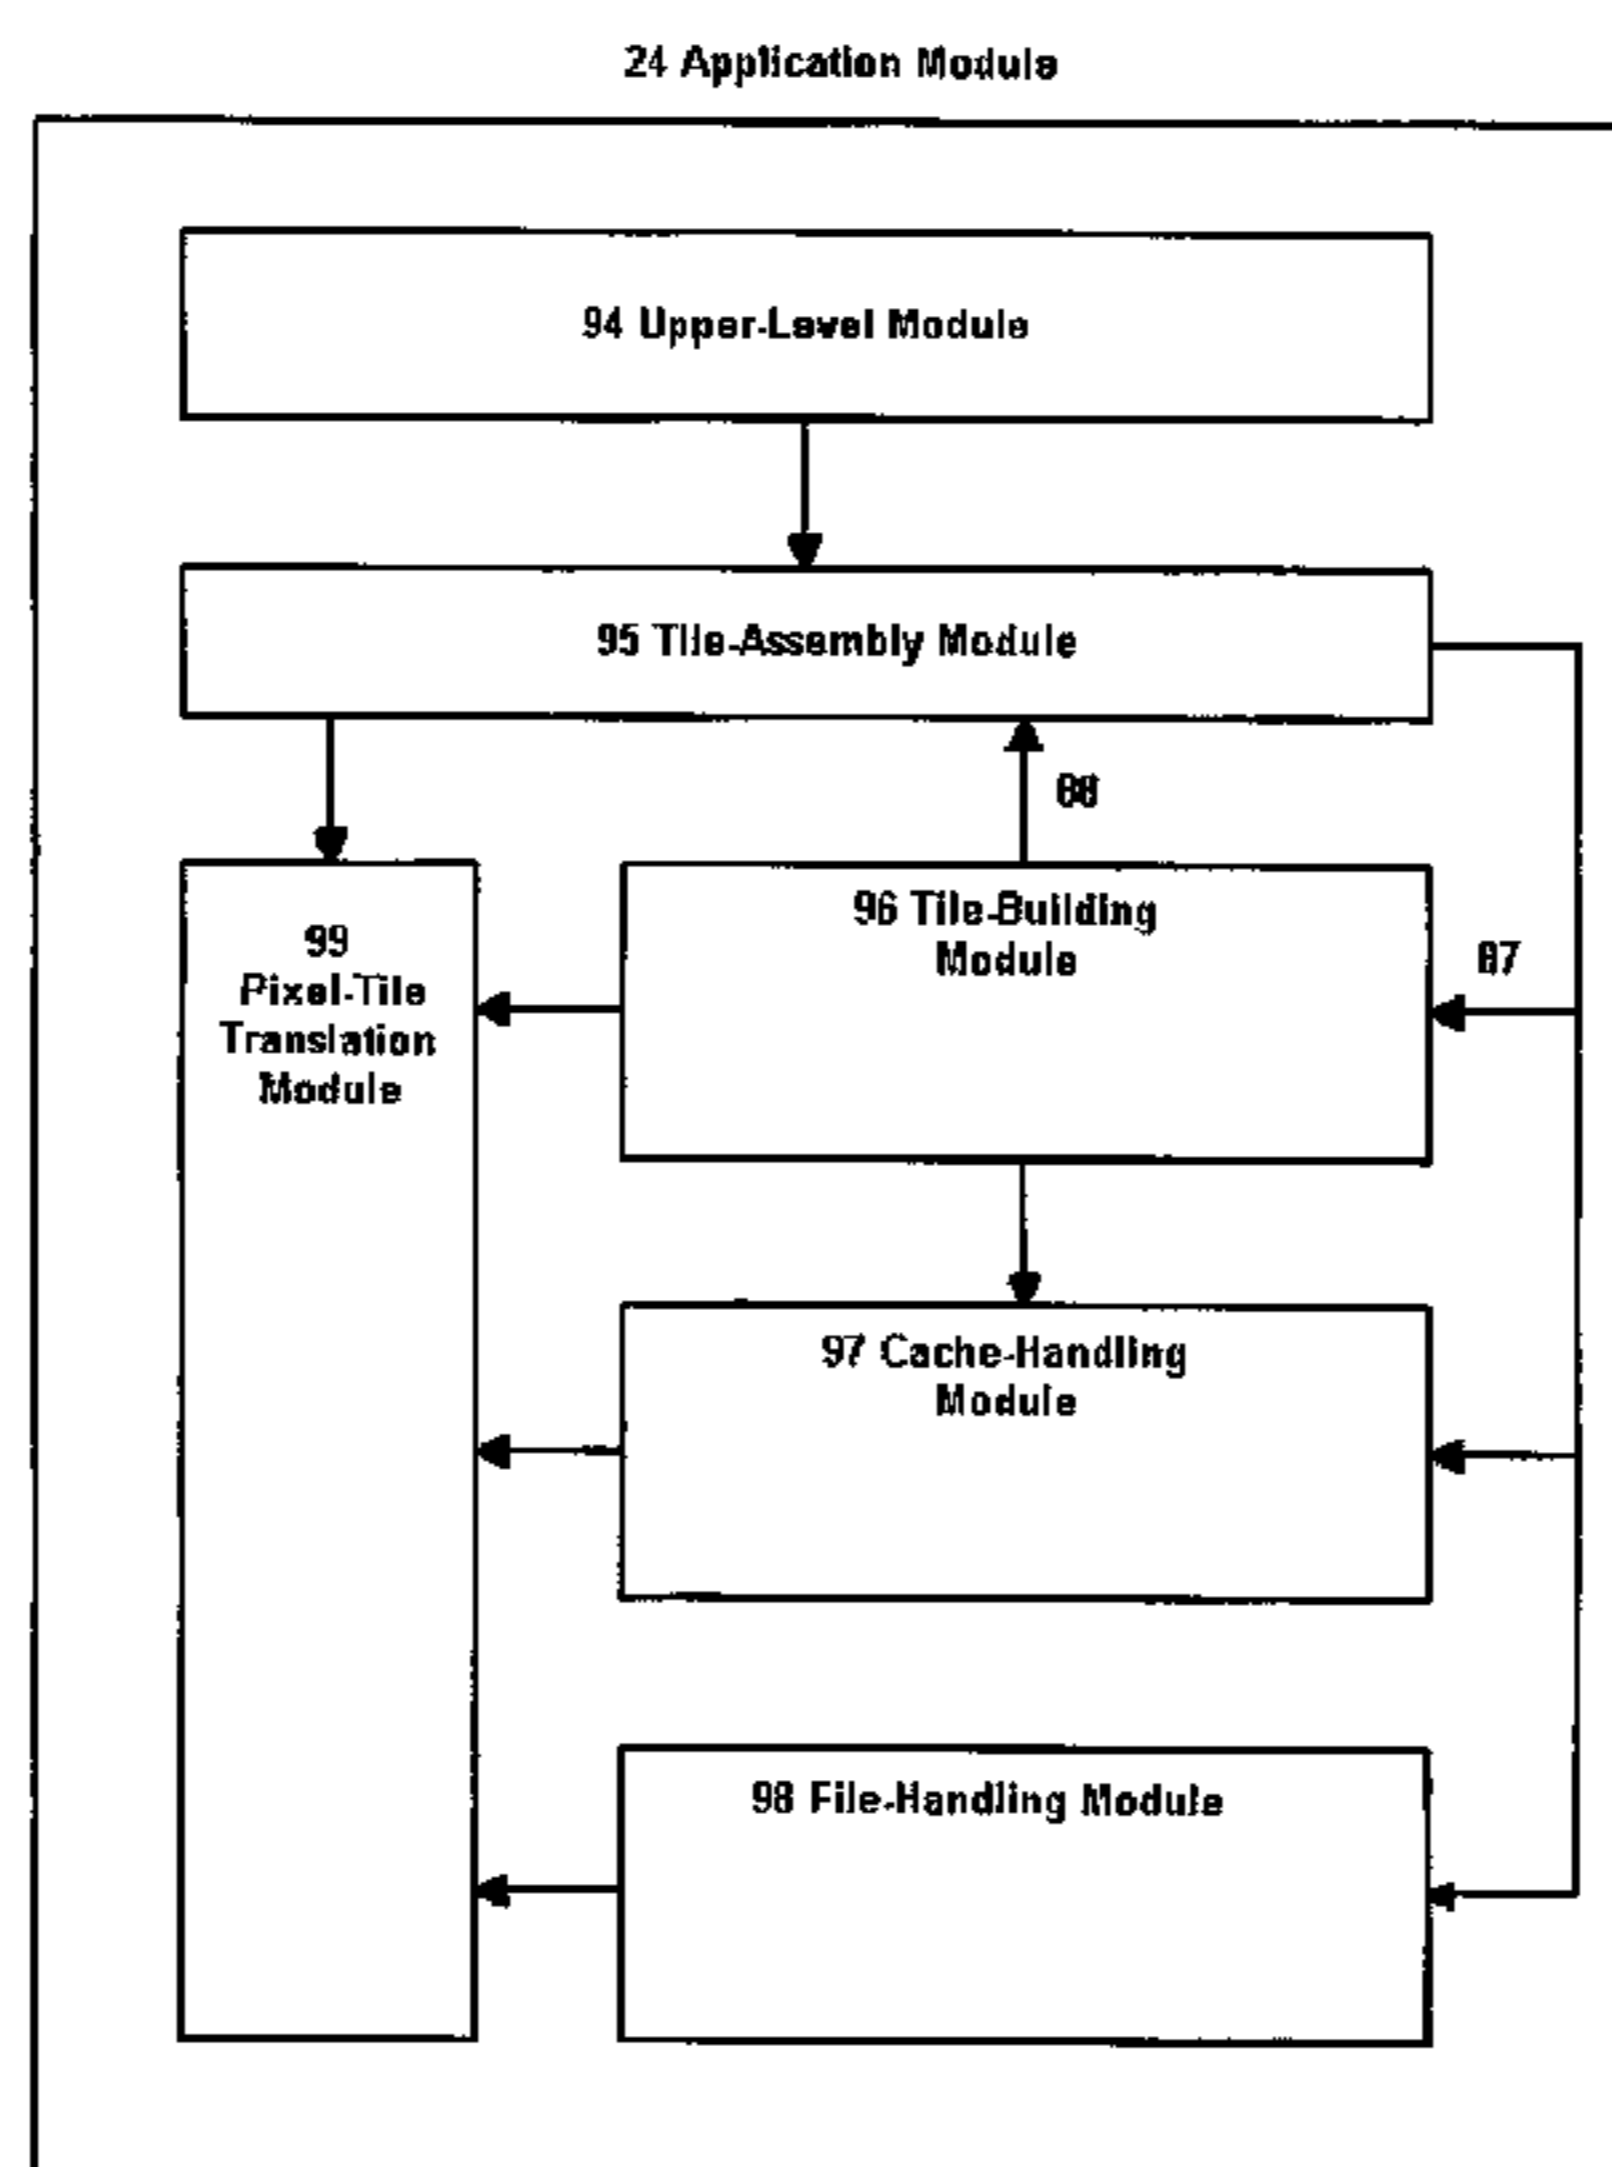 24 Application Module
94 Upper-Level Module
95 Tile-Assembly Module
96 Tile-Building
Module
87
99
Pixel-Tile
Translation
Module
97 Cache-Handling
Module
98 File-Handling Module